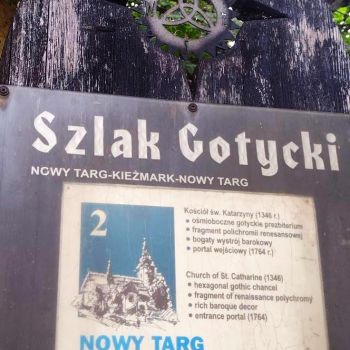 Szlak Gotycki
NOWY TARG-KIEŻMARK-NOWY TARG
2
Kościół św. Katarzyny (1346 r.)
• ośmioboczne gotyckie prezbiterium
• fragment polichromii renesansowej
• bogaty wystrój barokowy
• portal wejściowy (1764 r.)
Church of St. Catharine (1346)
• hexagonal gothic chancel
• fragment of renaissance polychromy
• rich baroque decor
• entrance portal (1764)
NOWY TARG